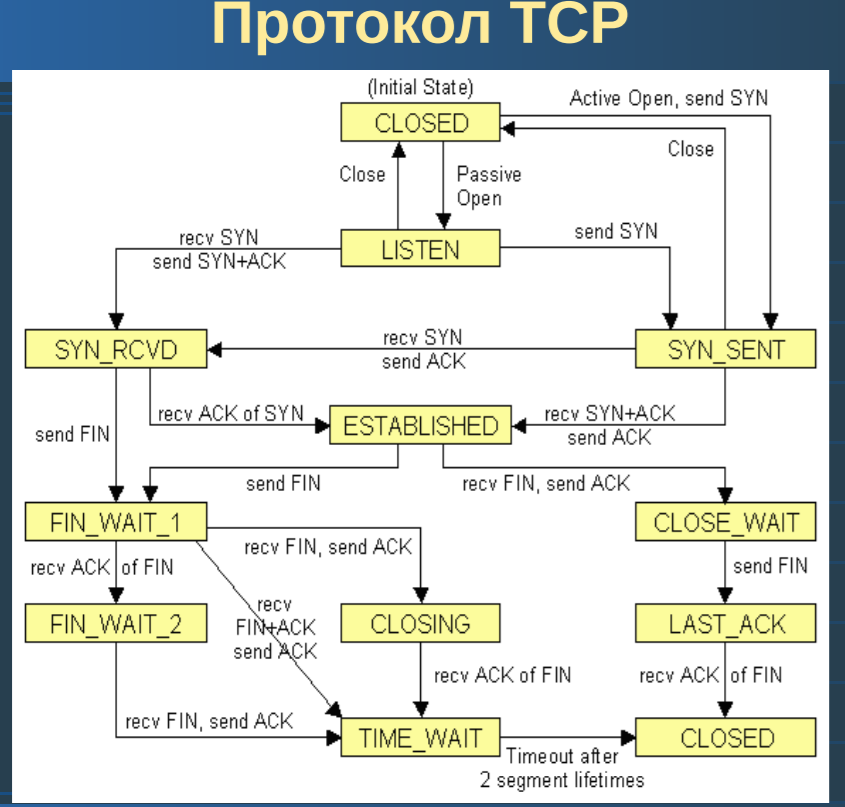 Протокол TCP
(Initial State)
CLOSED
Active Open, send SYN
Close
Close
Passive
Open
LISTEN
recv SYN
send SYN+ACK
send SYN
SYN_RCVD
recv SYN
send ACK
SYN_SENT
recv ACK of SYN
ESTABLISHED
recv SYN+ACK
send ACK
send FIN
send FIN
recv FIN, send ACK
FIN_WAIT_1
CLOSE_WAIT
recv FIN, send ACK
recv ACK of FIN
send FIN
FIN_WAIT_2
recv
FIN+ACK
send ACK
CLOSING
LAST_ACK
recv ACK of FIN
recv ACK of FIN
recv FIN, send ACK
TIME_WAIT
CLOSED
Timeout after
2 segment lifetimes